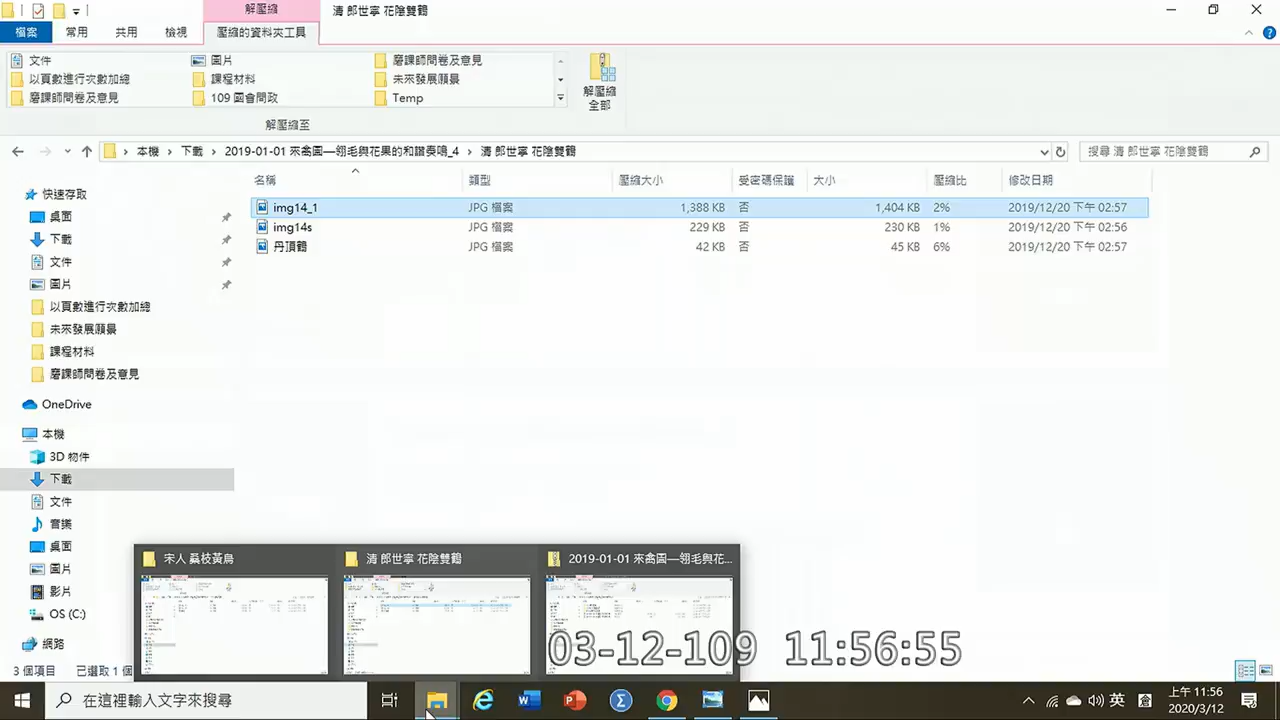 解壓縮
清 郎世寧 花陰雙鶴
檔案 常用 共用 檢視 壓縮的資料夾工具
文件 圖片 磨課師問卷及意見
以頁數進行次數加總 課程材料 未來發展願景
磨課師問卷及意見 109 國會問政 Temp
解壓縮
全部
解壓縮至
本機 下載 2019-01-01 來禽圖—翎毛與花果的和諧奏鳴_4 清 郎世寧 花陰雙鶴
搜尋 清 郎世寧 花陰雙鶴
名稱 類型 壓縮大小 受密碼保護 大小 壓縮比 修改日期
img14_1 JPG 檔案 1,388 KB 否 1,404 KB 2% 2019/12/20 下午 02:57
img14s JPG 檔案 229 KB 否 230 KB 1% 2019/12/20 下午 02:56
丹頂鶴 JPG 檔案 42 KB 否 45 KB 6% 2019/12/20 下午 02:57
快速存取
桌面
下載
文件
圖片
以頁數進行次數加總
未來發展願景
課程材料
磨課師問卷及意見
OneDrive
本機
3D 物件
下載
文件
音樂
桌面
圖片
影片
OS (C:)
網路
宋人 桑枝黃鳥 清 郎世寧 花陰雙鶴 2019-01-01 來禽圖—翎毛與花...
03-12-109 11:56:55
3 個項目 已選取 1 個
在這裡輸入文字來搜尋
英
上午 11:56
2020/3/12